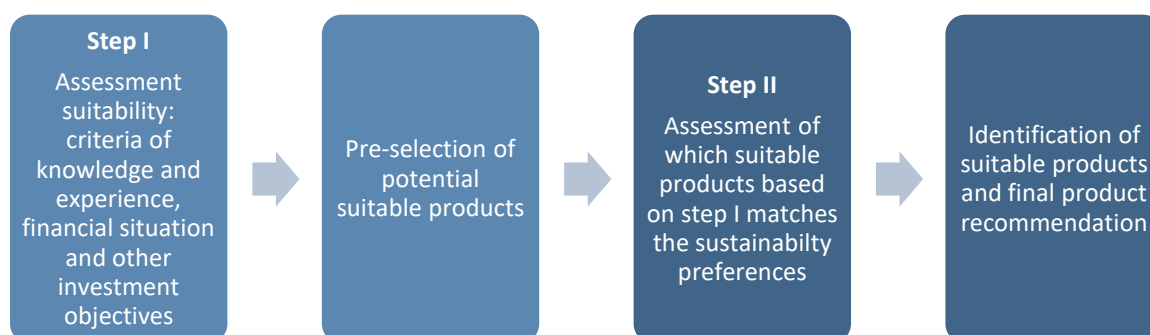 Step I
Assessment
suitability:
criteria of
knowledge and
experience,
financial situation
and other
investment
objectives
Pre-selection of
potential
suitable products
Step II
Assessment of
which suitable
products based
on step I matches
the sustainabilty
preferences
Identification of
suitable products
and final product
recommendation